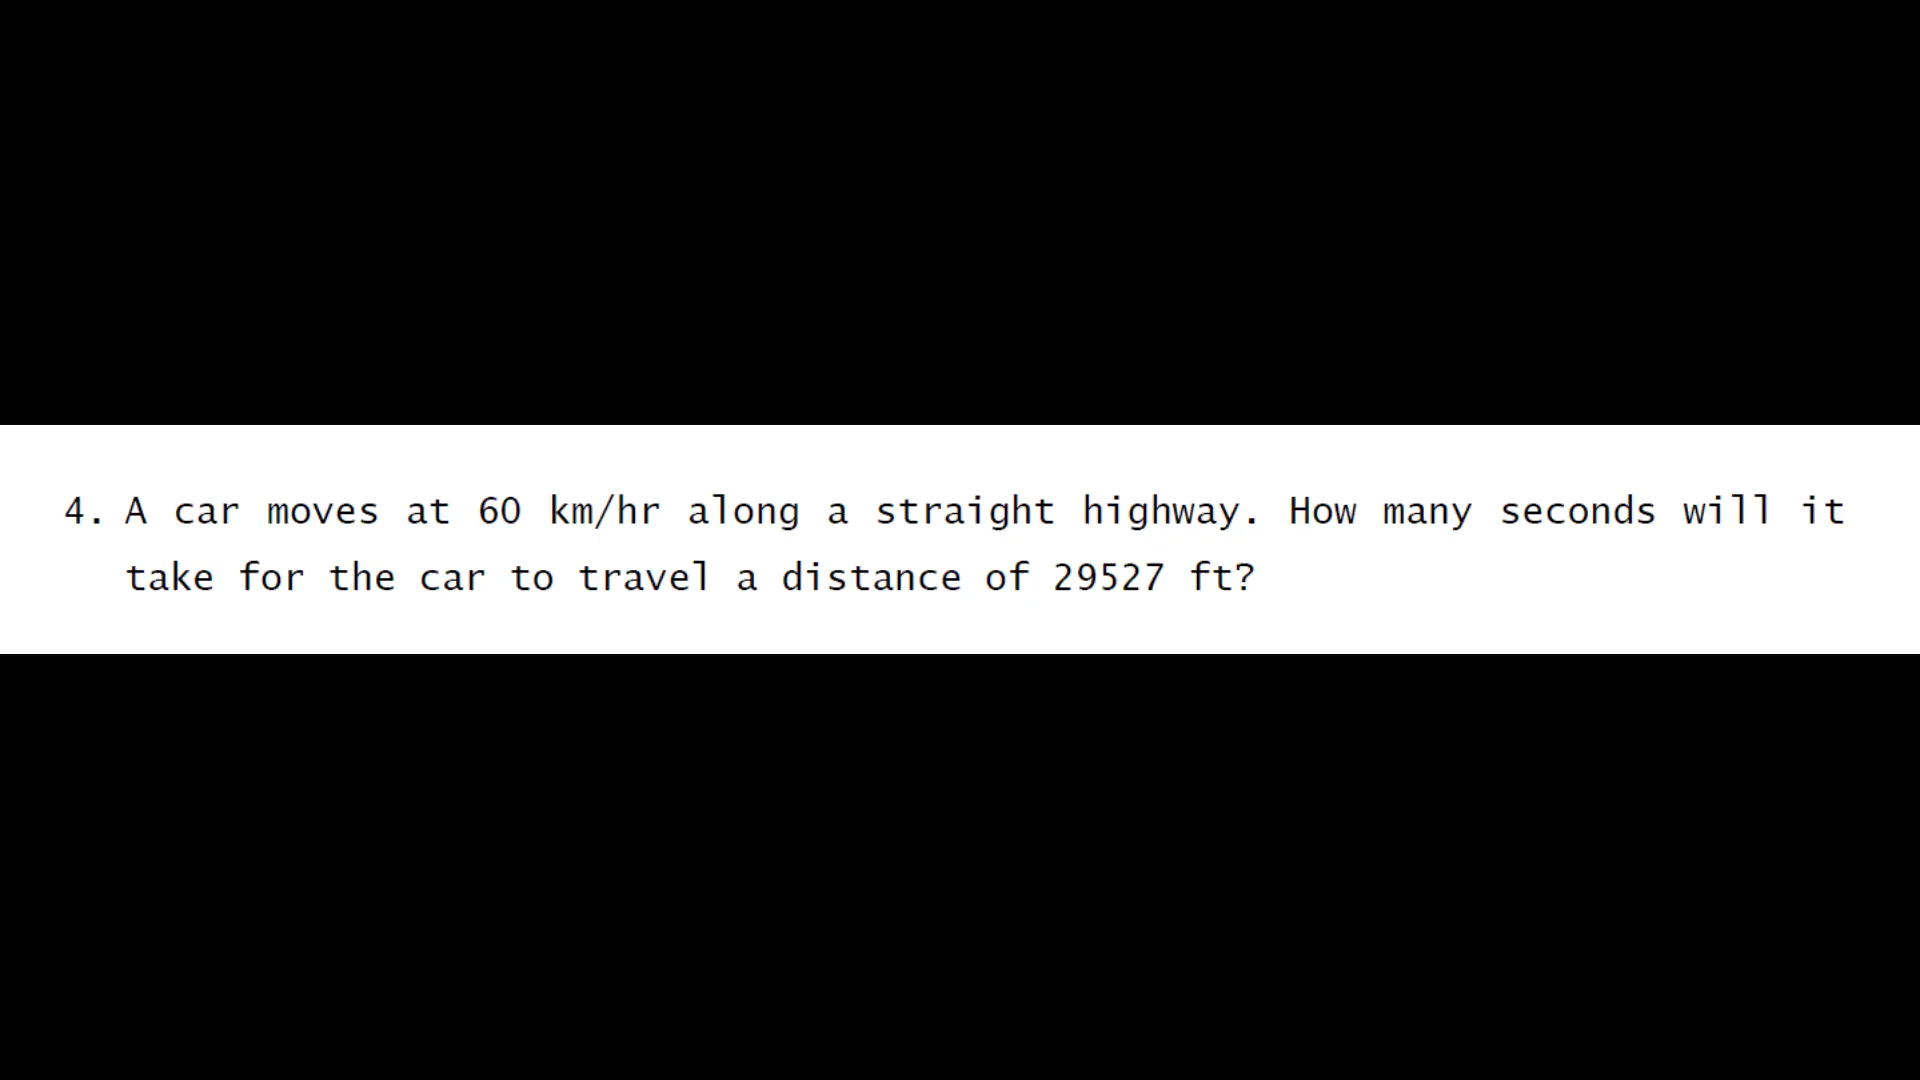 4. A car moves at 60 km/hr along a straight highway. How many seconds will it
take for the car to travel a distance of 29527 ft?